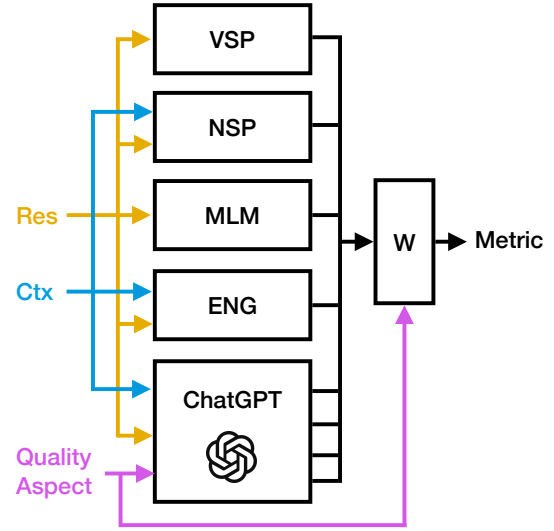 VSP
NSP
Res
MLM
W
Metric
Ctx
ENG
ChatGPT
Quality
Aspect